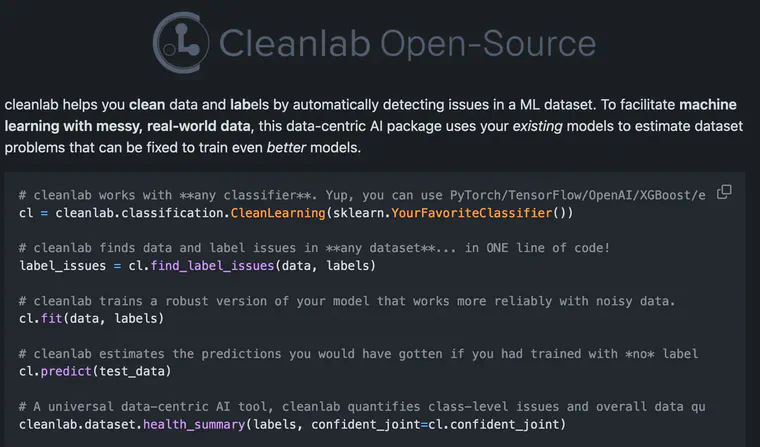 Cleanlab Open-Source
cleanlab helps you clean data and labels by automatically detecting issues in a ML dataset. To facilitate machine
learning with messy, real-world data, this data-centric AI package uses your existing models to estimate dataset
problems that can be fixed to train even better models.
# cleanlab works with **any classifier**. Yup, you can use PyTorch/TensorFlow/OpenAI/XGBoost/e
cl = cleanlab.classification.CleanLearning(sklearn.YourFavoriteClassifier())
# cleanlab finds data and label issues in **any dataset**... in ONE line of code!
label_issues = cl.find_label_issues(data, labels)
# cleanlab trains a robust version of your model that works more reliably with noisy data.
cl.fit(data, labels)
# cleanlab estimates the predictions you would have gotten if you had trained with *no* label
cl.predict(test_data)
# A universal data-centric AI tool, cleanlab quantifies class-level issues and overall data qu
cleanlab.dataset.health_summary(labels, confident_joint=cl.confident_joint)